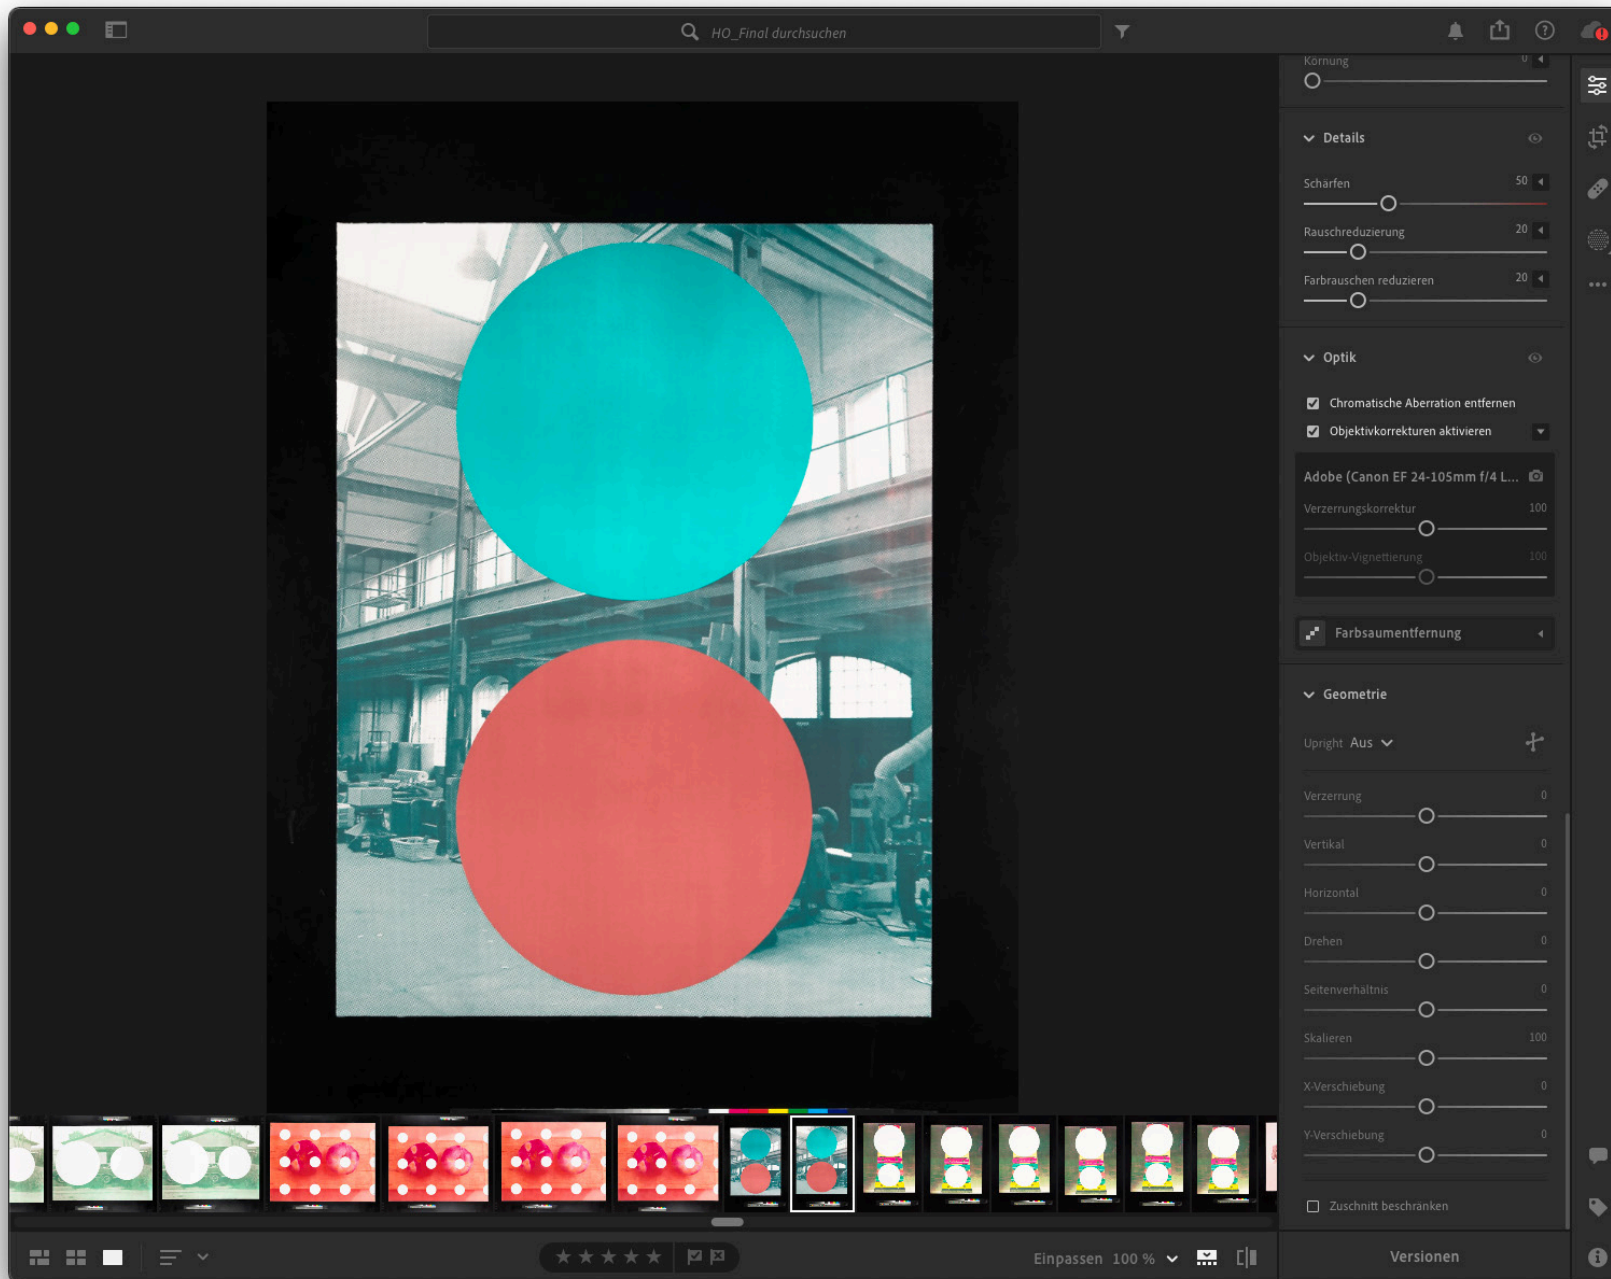 HO_Final durchsuchen
Körnung 0
Details
Schärfen 50
Rauschreduzierung 20
Farbrauschen reduzieren 20
Optik
Chromatische Aberration entfernen
Objektivkorrekturen aktivieren
Adobe (Canon EF 24-105mm f/4 L...
Verzerrungskorrektur 100
Objektiv-Vignettierung 100
Farbsaumentfernung
Geometrie
Upright Aus
Verzerrung 0
Vertikal 0
Horizontal 0
Drehen 0
Seitenverhältnis 0
Skalieren 100
X-Verschiebung 0
Y-Verschiebung 0
Zuschnitt beschränken
Einpassen 100 %
Versionen